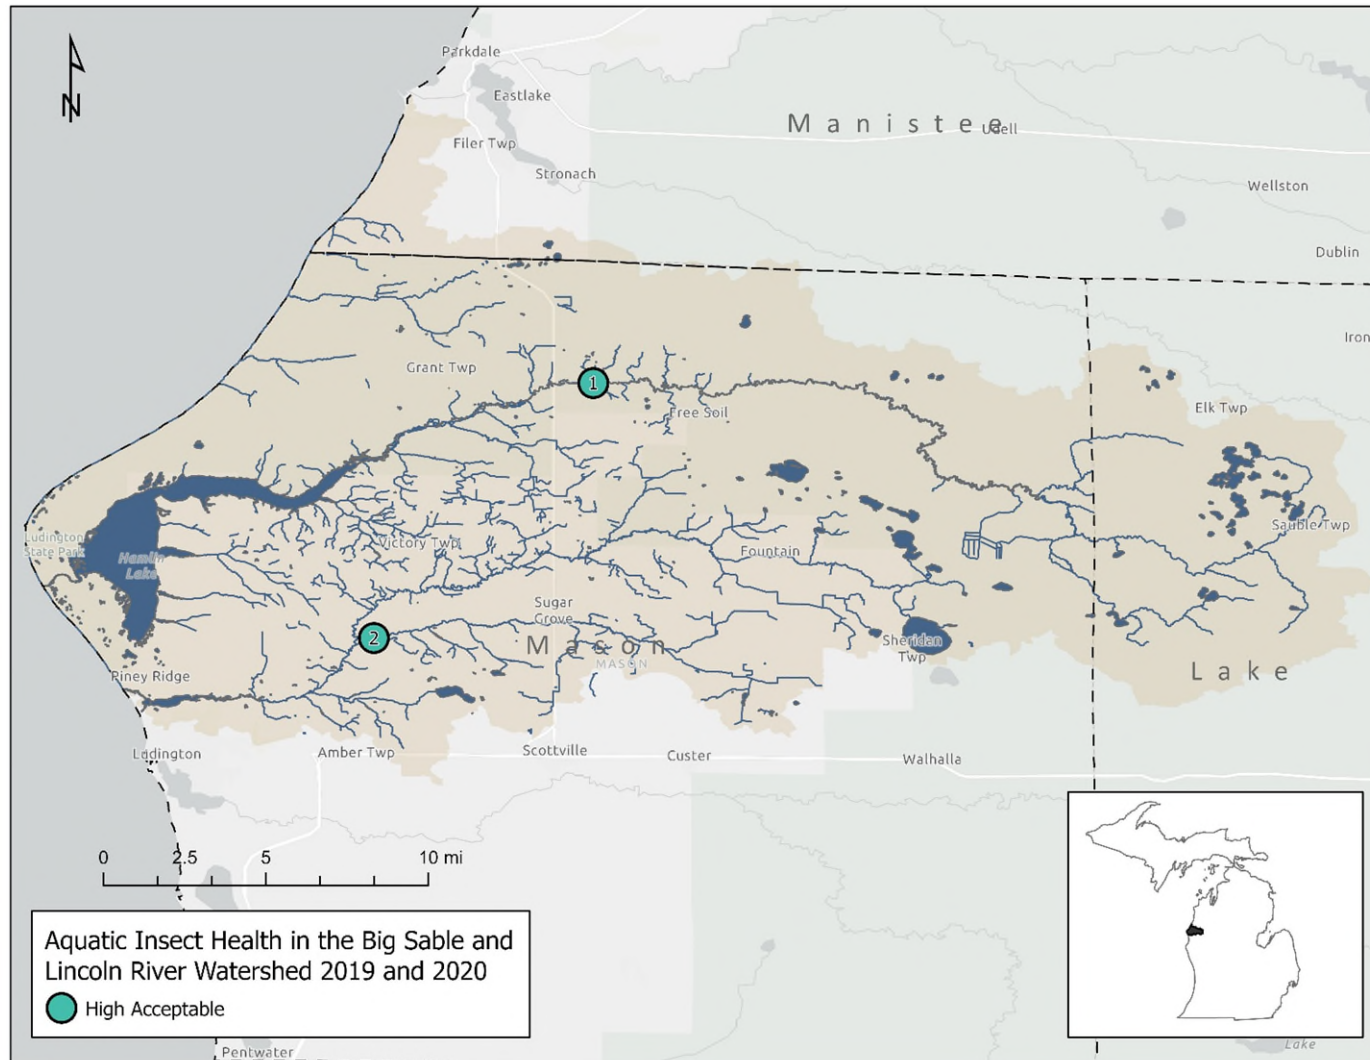 N
Parkdale
Eastlake
Manistee
Udell
Filer Twp
Stronach
Wellston
Dublin
Iron
Grant Twp
1
Elk Twp
Free Soil
Sauble Twp
Ludington
State Park
Hamlin
Lake
Victory Twp
Fountain
Sugar
Grove
2
Mason
MASON
Sheridan
Twp
Lake
Piney Ridge
Ludington
Amber Twp
Scottville
Custer
Walhalla
0 2.5 5 10 mi
Aquatic Insect Health in the Big Sable and
Lincoln River Watershed 2019 and 2020
High Acceptable
Pentwater
Lake